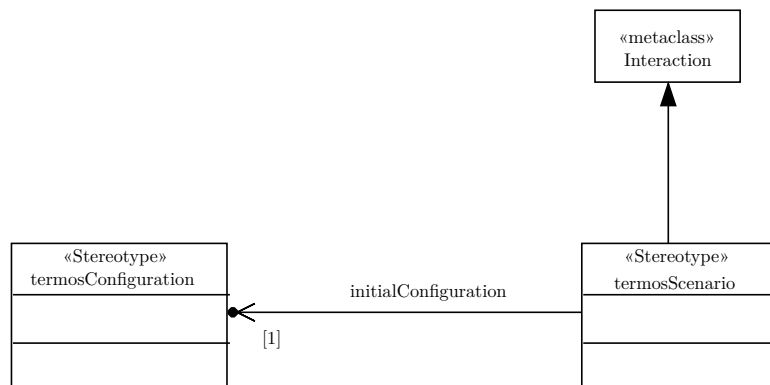 «metaclass»
Interaction
«Stereotype»
termosConfiguration
initialConfiguration
[1]
«Stereotype»
termosScenario